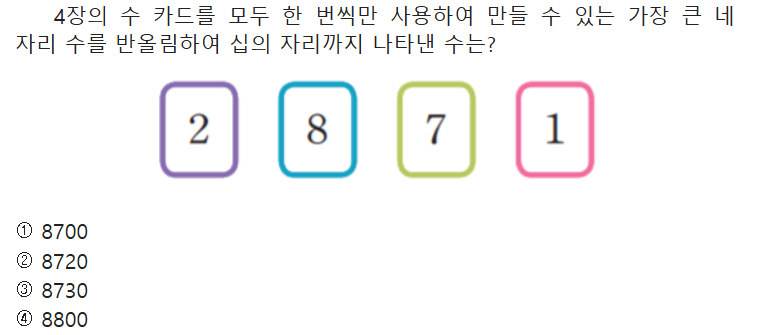 4장의 수 카드를 모두 한 번씩만 사용하여 만들 수 있는 가장 큰 네
자리 수를 반올림하여 십의 자리까지 나타낸 수는?
2 8 7 1
① 8700
② 8720
③ 8730
④ 8800